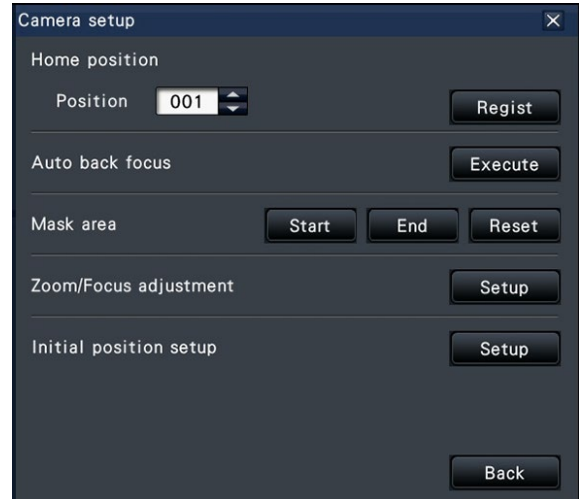 Camera setup
Home position
Position 001
Regist
Auto back focus Execute
Mask area Start End Reset
Zoom/Focus adjustment Setup
Initial position setup Setup
Back